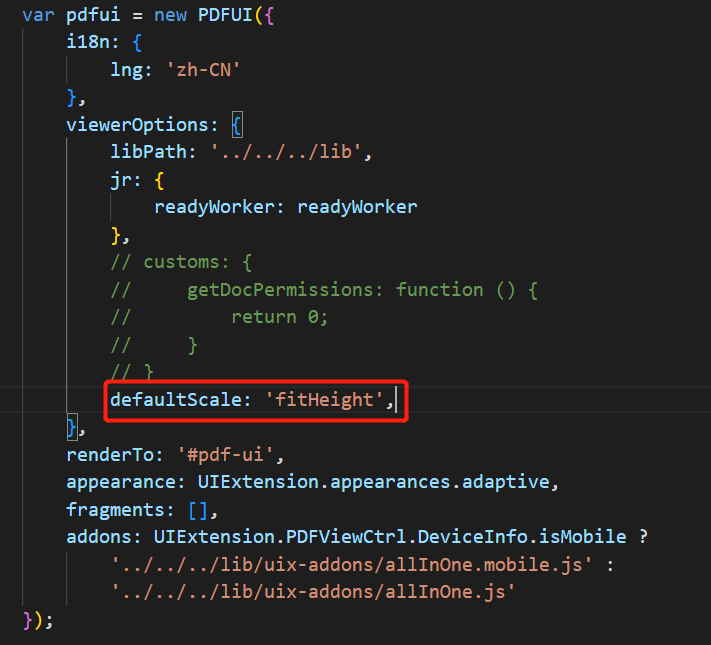 var pdfui = new PDFUI({
    i18n: {
        lng: 'zh-CN'
    },
    viewerOptions: {
        libPath: '../../../lib',
        jr: {
            readyWorker: readyWorker
        },
        // customs: {
        //     getDocPermissions: function () {
        //         return 0;
        //     }
        // }
        defaultScale: 'fitHeight',
    },
    renderTo: '#pdf-ui',
    appearance: UIExtension.appearances.adaptive,
    fragments: [],
    addons: UIExtension.PDFViewCtrl.DeviceInfo.isMobile ?
        '../../../lib/uix-addons/allInOne.mobile.js' :
        '../../../lib/uix-addons/allInOne.js'
});